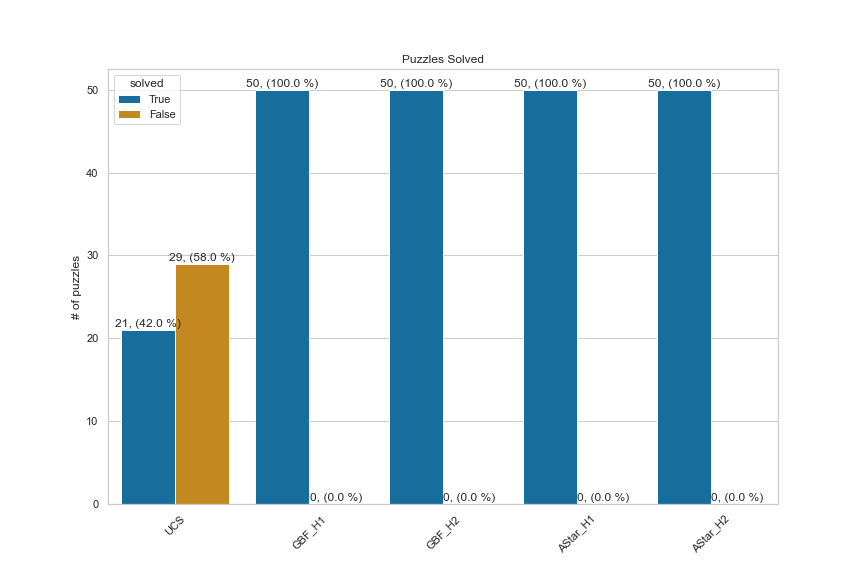 Puzzles Solved
solved
True
False
# of puzzles
50
40
30
20
10
0
21, (42.0 %)
29, (58.0 %)
50, (100.0 %)
0, (0.0 %)
50, (100.0 %)
0, (0.0 %)
50, (100.0 %)
0, (0.0 %)
50, (100.0 %)
0, (0.0 %)
UCS
GBF_H1
GBF_H2
AStar_H1
AStar_H2